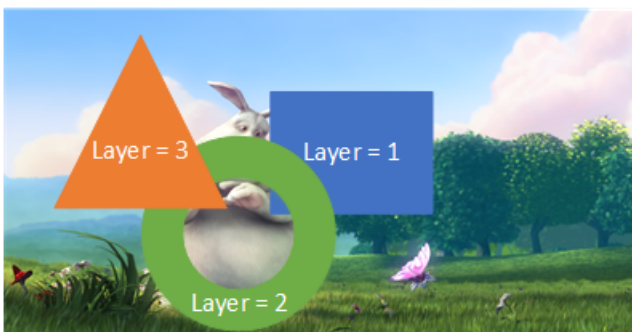 Layer = 3
Layer = 1
Layer = 2